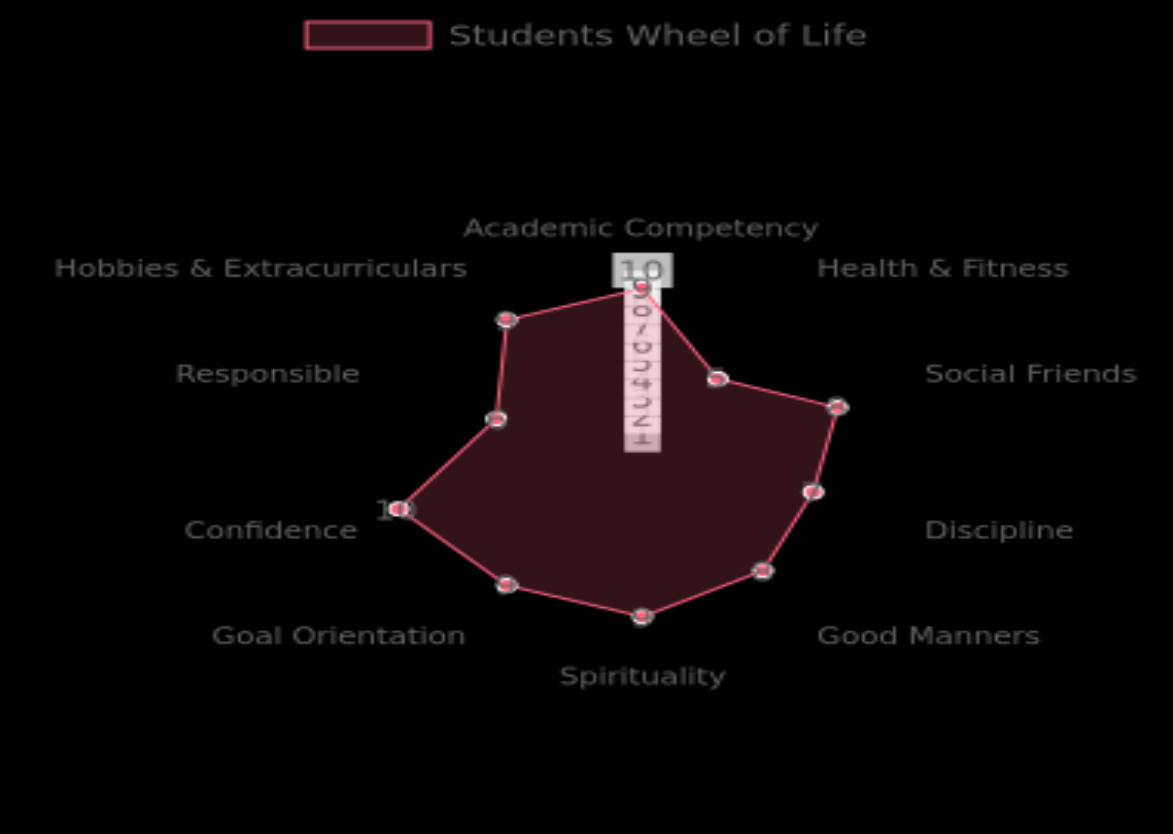 Students Wheel of Life
Academic Competency
Hobbies & Extracurriculars
10
Health & Fitness
Responsible
Social Friends
Confidence
Discipline
Goal Orientation
Good Manners
Spirituality